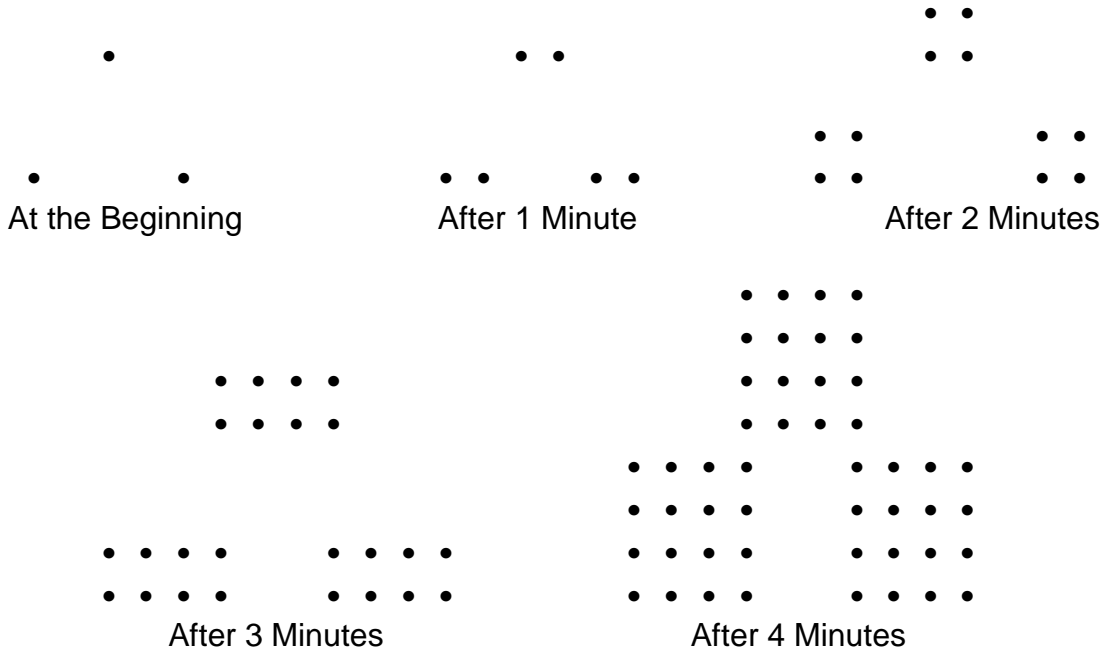 At the Beginning
After 1 Minute
After 2 Minutes
After 3 Minutes
After 4 Minutes